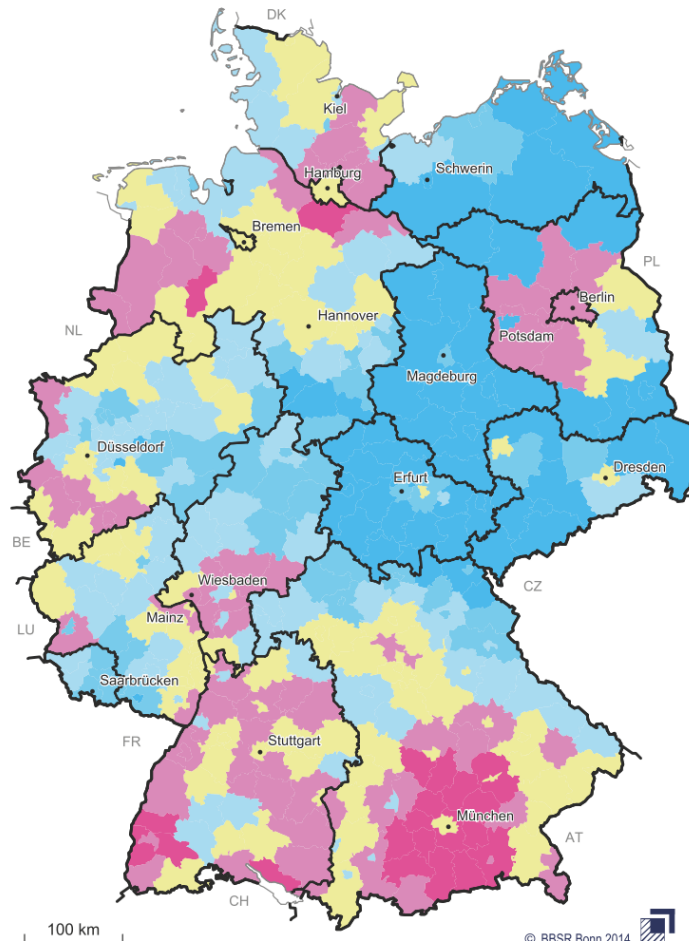 DK
Kiel
Schwerin
Hamburg
Bremen
PL
Berlin
Hannover
NL
Potsdam
Magdeburg
Düsseldorf
Dresden
Erfurt
BE
Wiesbaden
CZ
Mainz
LU
Saarbrücken
FR
Stuttgart
München
AT
CH
100 km
© BBSR Bonn 2014